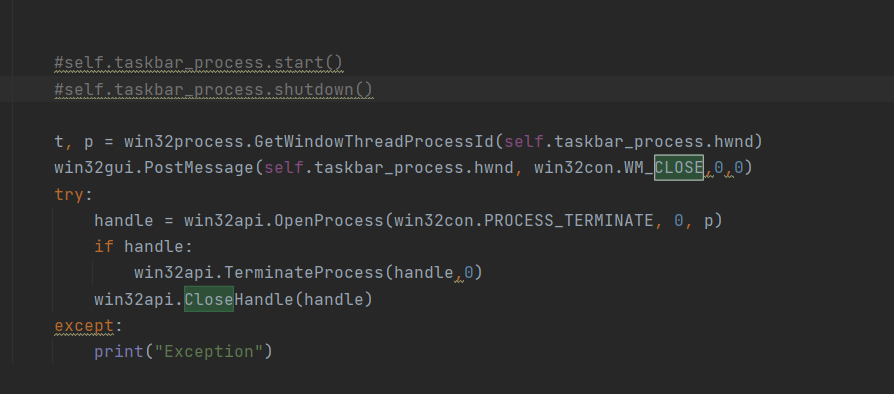 #self.taskbar_process.start()
#self.taskbar_process.shutdown()
t, p = win32process.GetWindowThreadProcessId(self.taskbar_process.hwnd)
win32gui.PostMessage(self.taskbar_process.hwnd, win32con.WM_CLOSE,0,0)
try:
    handle = win32api.OpenProcess(win32con.PROCESS_TERMINATE, 0, p)
    if handle:
        win32api.TerminateProcess(handle,0)
    win32api.CloseHandle(handle)
except:
    print("Exception")